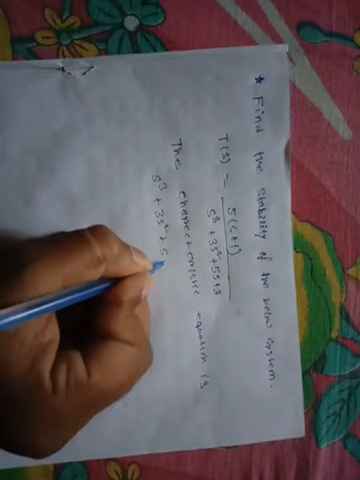 * Find the stability of the below system.
T(s) = 5(s+1)
s³ + 3s² + 5s + 3
The charecteristic equation is
s³ + 3s² + 5